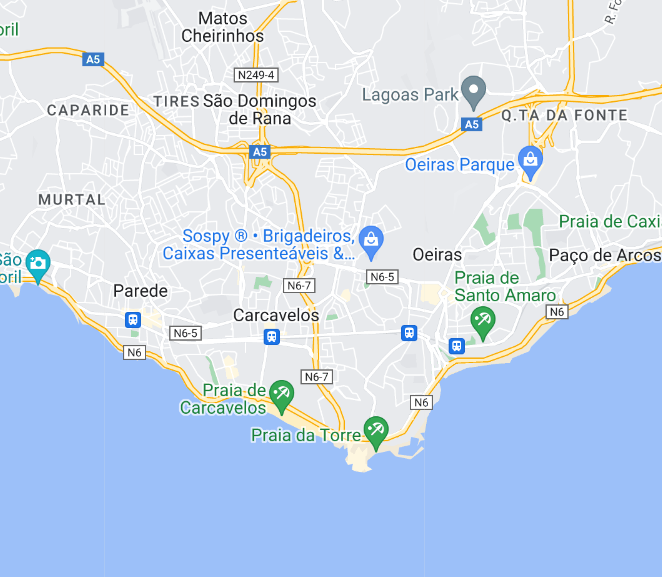 Matos
Cheirinhos
oril
R. Fo
A5
N249-4
Lagoas Park
CAPARIDE
TIRES
São Domingos
de Rana
A5
Q.TA DA FONTE
A5
Oeiras Parque
MURTAL
Praia de Caxia
Sospy ® • Brigadeiros,
Caixas Presenteáveis &...
São
oril
Oeiras
Paço de Arcos
N6-5
Praia de
Santo Amaro
N6-7
Parede
Carcavelos
N6
N6-5
N6
N6-7
Praia de
Carcavelos
N6
Praia da Torre